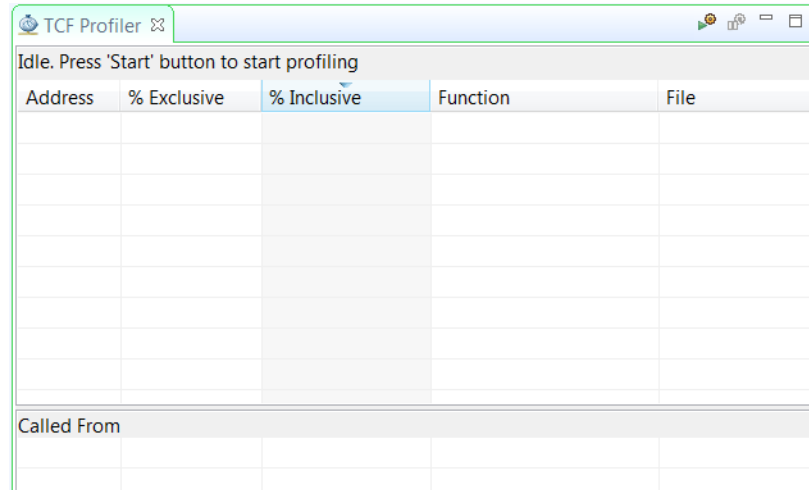 TCF Profiler
Idle. Press 'Start' button to start profiling
Address % Exclusive % Inclusive Function File
Called From